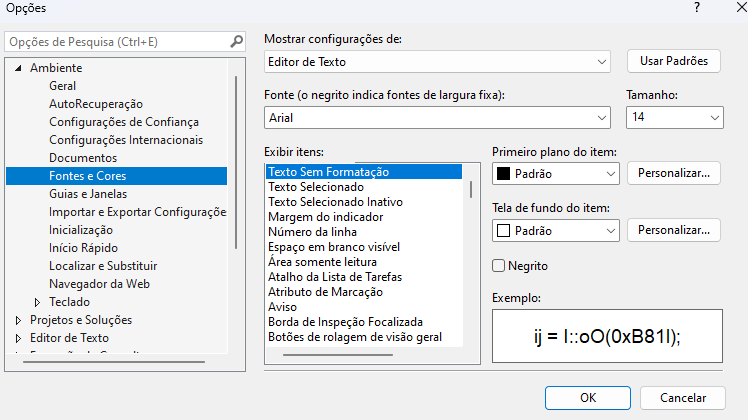 Opções
Opções de Pesquisa (Ctrl+E)
Ambiente
Geral
AutoRecuperação
Configurações de Confiança
Configurações Internacionais
Documentos
Fontes e Cores
Guias e Janelas
Importar e Exportar Configuraçõe
Inicialização
Início Rápido
Localizar e Substituir
Navegador da Web
Teclado
Projetos e Soluções
Editor de Texto
Mostrar configurações de:
Editor de Texto
Usar Padrões
Fonte (o negrito indica fontes de largura fixa):
Tamanho:
Arial
14
Exibir itens:
Texto Sem Formatação
Texto Selecionado
Texto Selecionado Inativo
Margem do indicador
Número da linha
Espaço em branco visível
Área somente leitura
Atalho da Lista de Tarefas
Atributo de Marcação
Aviso
Borda de Inspeção Focalizada
Botões de rolagem de visão geral
Primeiro plano do item:
Padrão
Personalizar...
Tela de fundo do item:
Padrão
Personalizar...
Negrito
Exemplo:
ij = I::oO(0xB81l);
OK
Cancelar